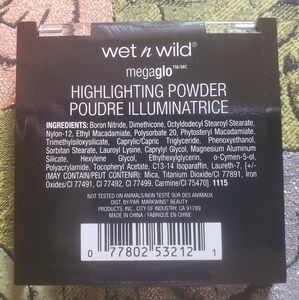 wet n wild®
megaglo™/MC
HIGHLIGHTING POWDER
POUDRE ILLUMINATRICE
INGREDIENTS: Boron Nitride, Dimethicone, Octyldodecyl Stearoyl Stearate,
Nylon-12, Ethyl Macadamiate, Polysorbate 20, Phytosteryl Macadamiate,
Trimethylsiloxysilicate, Caprylic/Capric Triglyceride, Phenoxyethanol,
Sorbitan Stearate, Lauroyl Lysine, Caprylyl Glycol, Magnesium Aluminum
Silicate, Hexylene Glycol, Ethylhexylglycerin, o-Cymen-5-ol,
Polyacrylamide, Tocopheryl Acetate, C13-14 Isoparaffin, Laureth-7, [+/-
(MAY CONTAIN/PEUT CONTENIR): Mica, Titanium Dioxide/CI 77891, Iron
Oxides/CI 77491, CI 77492, CI 77499, Carmine/CI 75470]. 1115
NOT TESTED ON ANIMALS/NON TESTÉ SUR DES ANIMAUX
DIST. BY/PAR: MARKWINS® BEAUTY
PRODUCTS, INC. CITY OF INDUSTRY, CA 91789
MADE IN CHINA / FABRIQUÉ EN CHINE
0 77802 53212 1